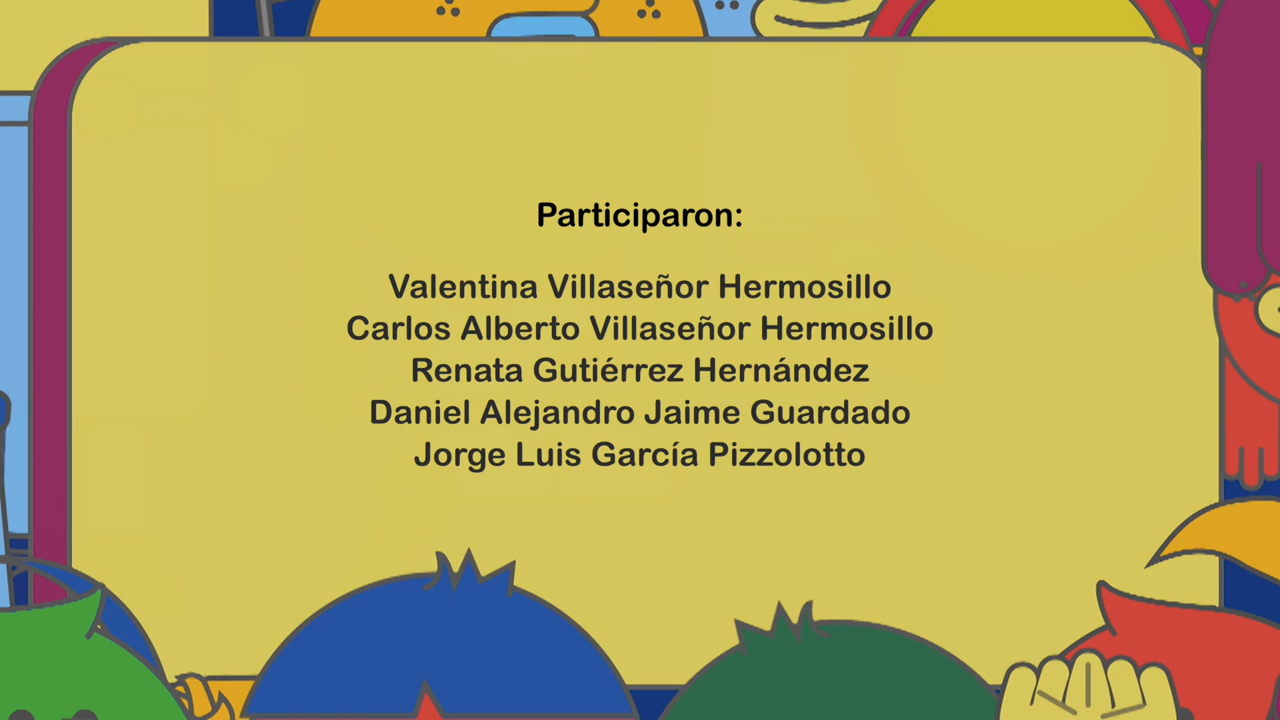 Participaron:
Valentina Villaseñor Hermosillo
Carlos Alberto Villaseñor Hermosillo
Renata Gutiérrez Hernández
Daniel Alejandro Jaime Guardado
Jorge Luis García Pizzolotto